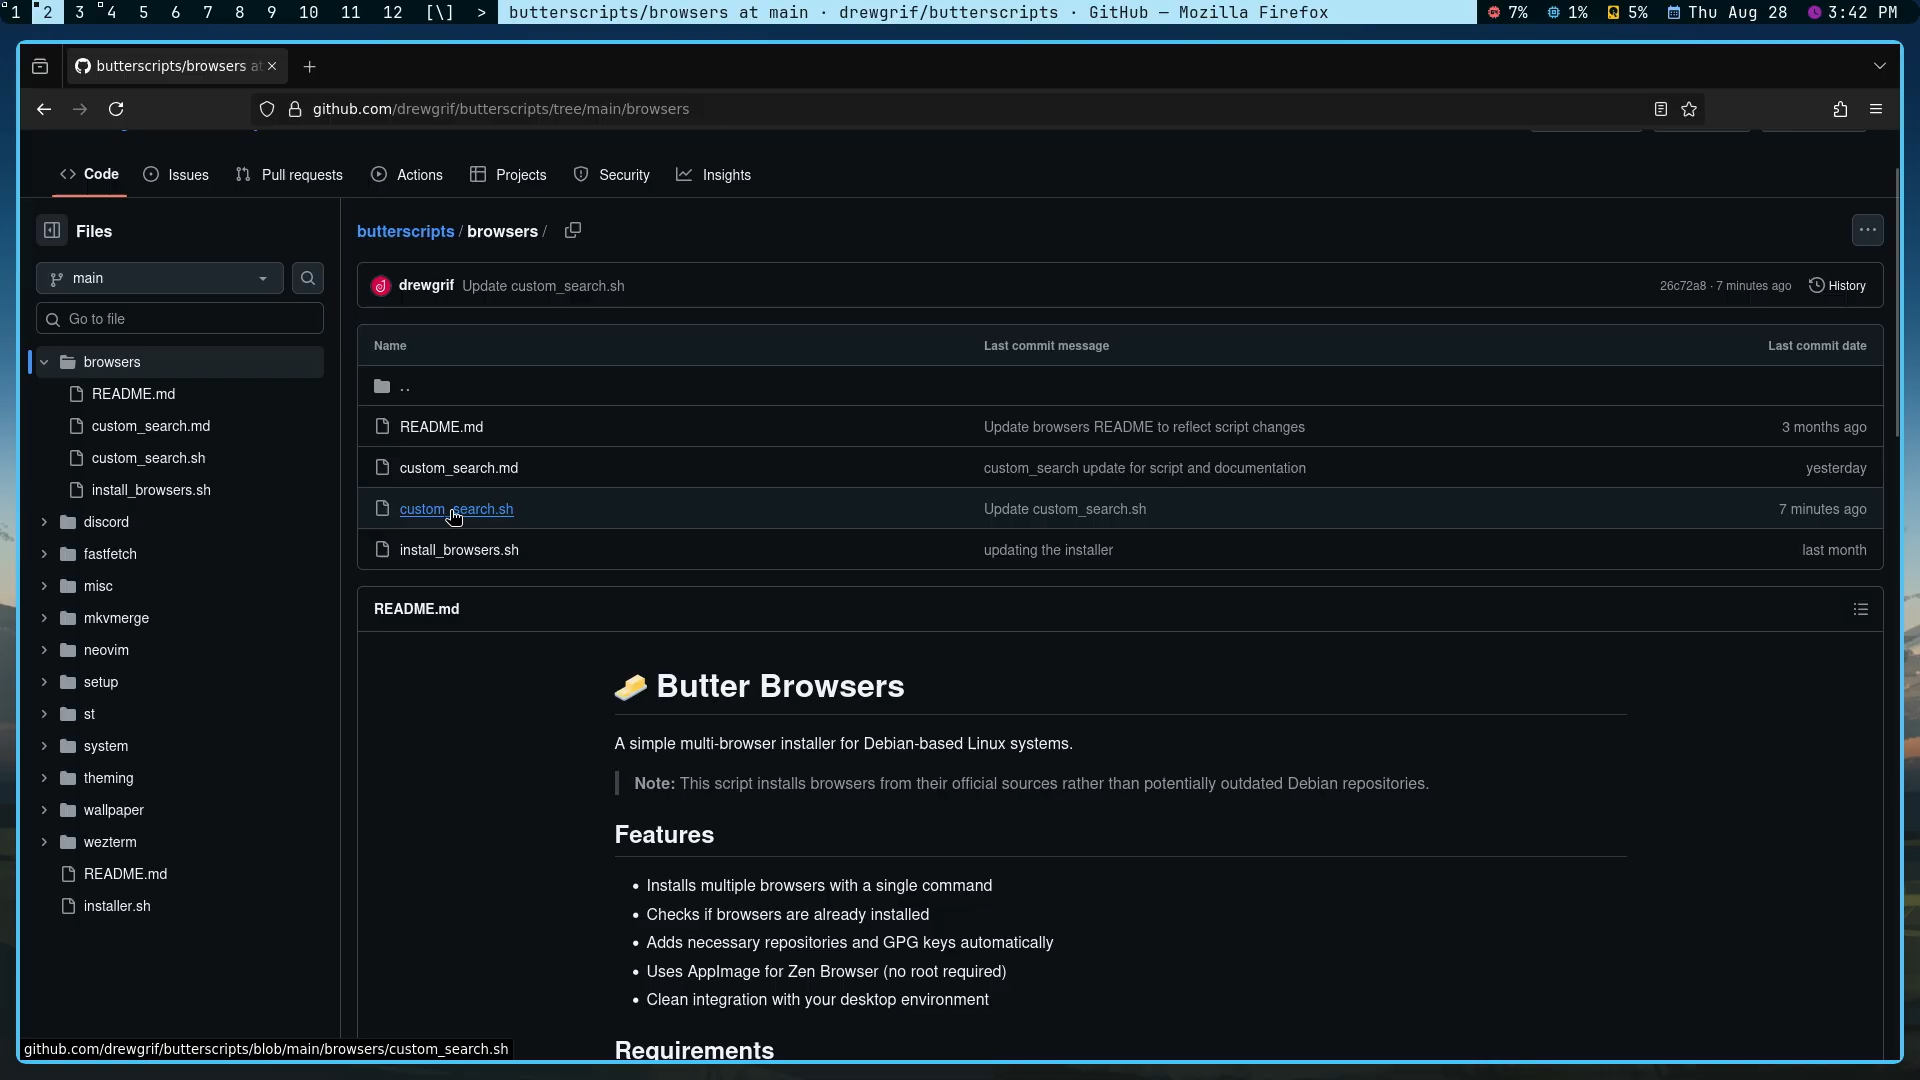 1 2 3 4 5 6 7 8 9 10 11 12 [\] > butterscripts/browsers at main · drewgrif/butterscripts · GitHub — Mozilla Firefox 7% 1% 5% Thu Aug 28 3:42 PM
butterscripts/browsers at
github.com/drewgrif/butterscripts/tree/main/browsers
Code Issues Pull requests Actions Projects Security Insights
Files
main
Go to file
browsers
README.md
custom_search.md
custom_search.sh
install_browsers.sh
discord
fastfetch
misc
mkvmerge
neovim
setup
st
system
theming
wallpaper
wezterm
README.md
installer.sh
butterscripts / browsers /
drewgrif Update custom_search.sh 26c72a8 · 7 minutes ago History
Name Last commit message Last commit date
..
README.md Update browsers README to reflect script changes 3 months ago
custom_search.md custom_search update for script and documentation yesterday
custom_search.sh Update custom_search.sh 7 minutes ago
install_browsers.sh updating the installer last month
README.md
🧈 Butter Browsers
A simple multi-browser installer for Debian-based Linux systems.
Note: This script installs browsers from their official sources rather than potentially outdated Debian repositories.
Features
• Installs multiple browsers with a single command
• Checks if browsers are already installed
• Adds necessary repositories and GPG keys automatically
• Uses AppImage for Zen Browser (no root required)
• Clean integration with your desktop environment
Requirements
github.com/drewgrif/butterscripts/blob/main/browsers/custom_search.sh